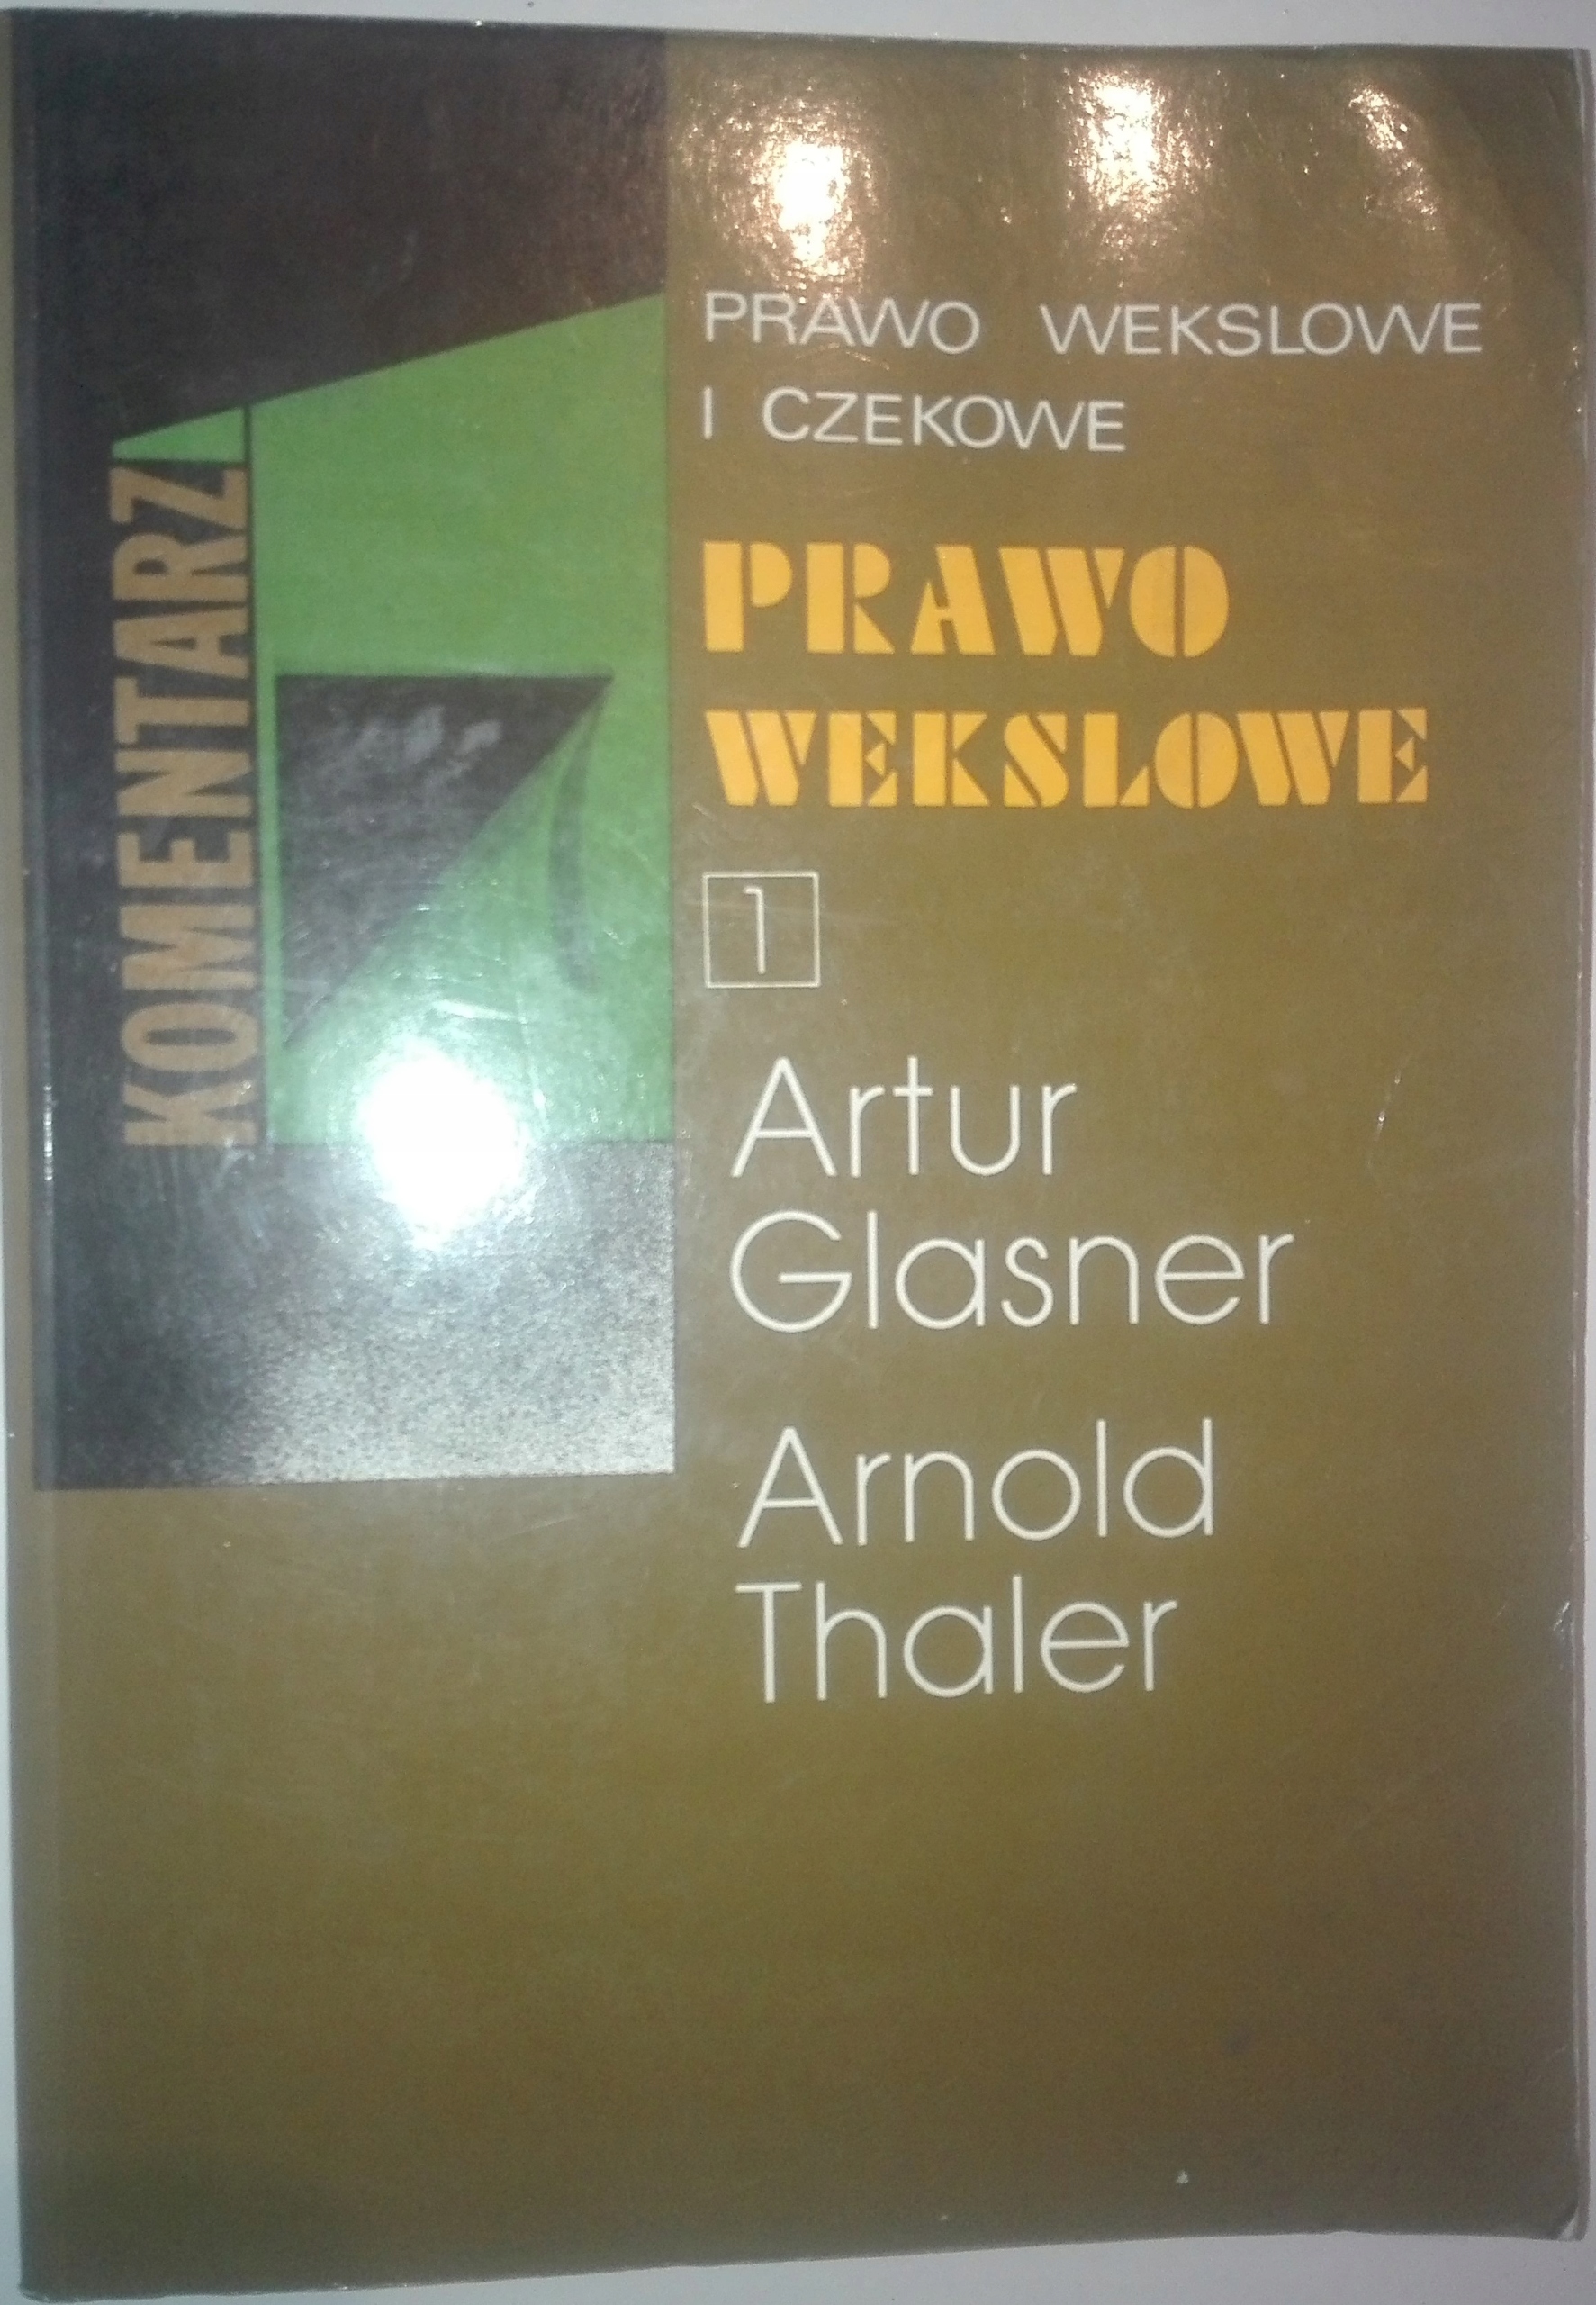 PRAWO WEKSLOWE
I CZEKOWE
PRAWO
WEKSLOWE
1
Artur
Glasner
Arnold
Thaler
KOMENTARZ